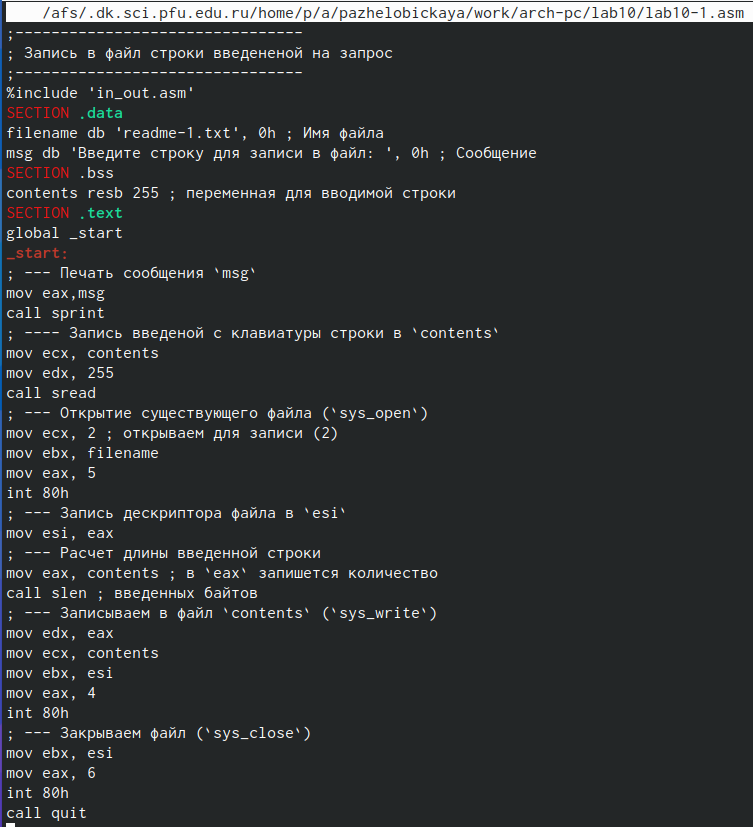 /afs/.dk.sci.pfu.edu.ru/home/p/a/pazhelobickaya/work/arch-pc/lab10/lab10-1.asm
;--------------------------------
; Запись в файл строки введененой на запрос
;--------------------------------
%include 'in_out.asm'
SECTION .data
filename db 'readme-1.txt', 0h ; Имя файла
msg db 'Введите строку для записи в файл: ', 0h ; Сообщение
SECTION .bss
contents resb 255 ; переменная для вводимой строки
SECTION .text
global _start
_start:
; --- Печать сообщения `msg`
mov eax,msg
call sprint
; ---- Запись введеной с клавиатуры строки в `contents`
mov ecx, contents
mov edx, 255
call sread
; --- Открытие существующего файла (`sys_open`)
mov ecx, 2 ; открываем для записи (2)
mov ebx, filename
mov eax, 5
int 80h
; --- Запись дескриптора файла в `esi`
mov esi, eax
; --- Расчет длины введенной строки
mov eax, contents ; в `eax` запишется количество
call slen ; введенных байтов
; --- Записываем в файл `contents` (`sys_write`)
mov edx, eax
mov ecx, contents
mov ebx, esi
mov eax, 4
int 80h
; --- Закрываем файл (`sys_close`)
mov ebx, esi
mov eax, 6
int 80h
call quit